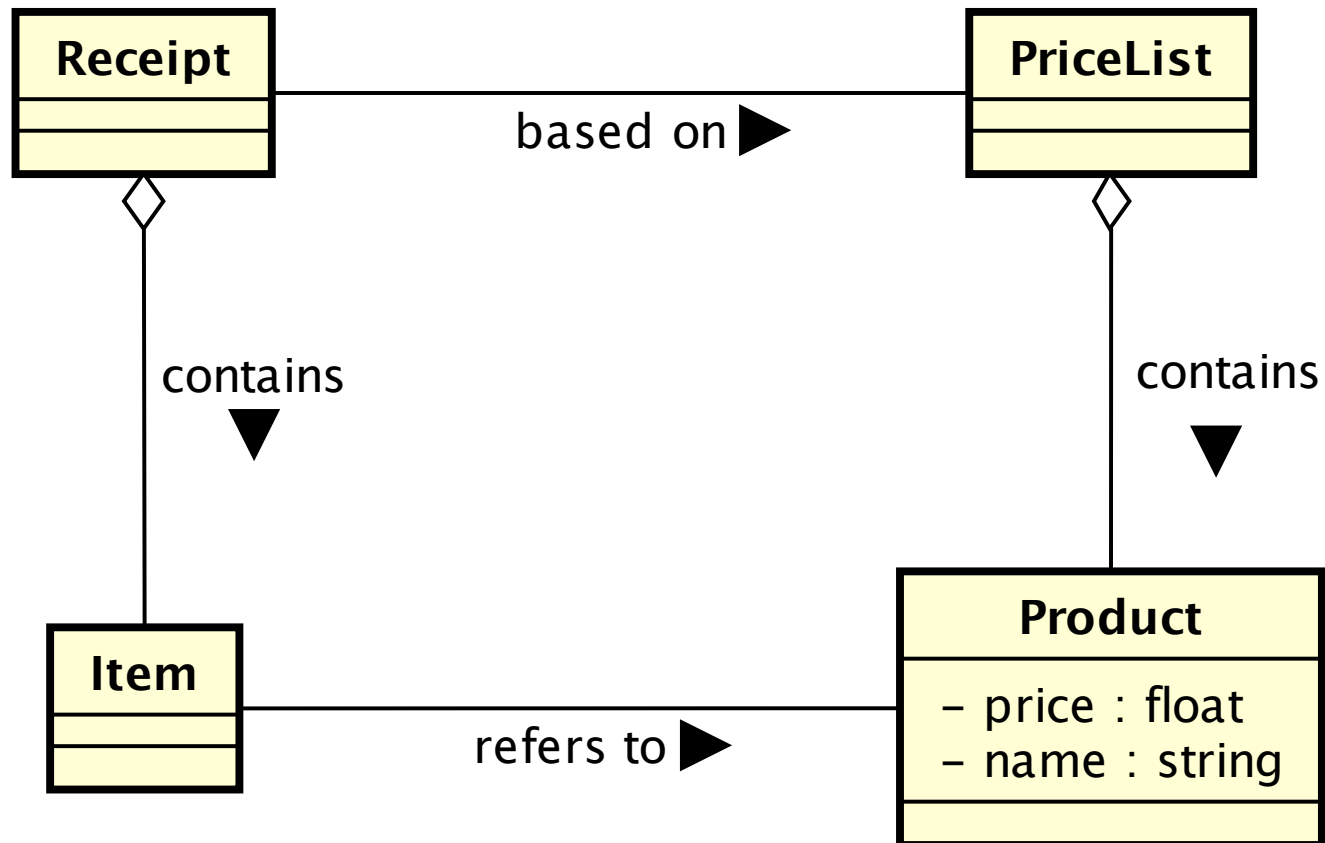 Receipt
PriceList
based on
contains
contains
Item
Product
– price : float
– name : string
refers to